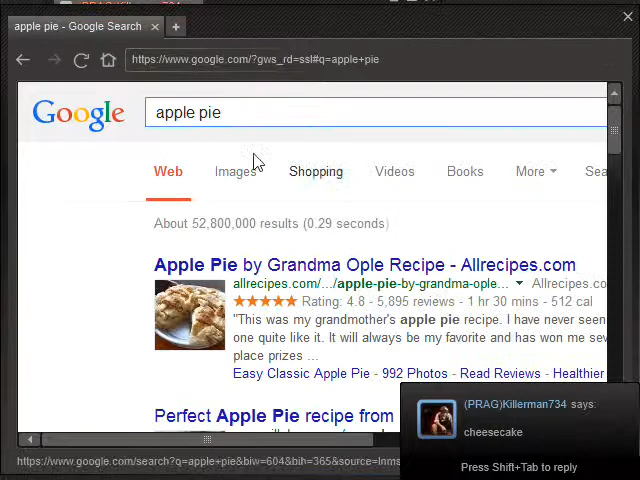 apple pie - Google Search
https://www.google.com/?gws_rd=ssl#q=apple+pie
Google
apple pie
Web Images Shopping Videos Books More Sea
About 52,800,000 results (0.29 seconds)
Apple Pie by Grandma Ople Recipe - Allrecipes.com
allrecipes.com/.../apple-pie-by-grandma-ople... Allrecipes.co
Rating: 4.8 - 5,895 reviews - 1 hr 30 mins - 512 cal
"This was my grandmother's apple pie recipe. I have never seen
one quite like it. It will always be my favorite and has won me sev
place prizes ...
Easy Classic Apple Pie - 992 Photos - Read Reviews - Healthier
Perfect Apple Pie recipe from
https://www.google.com/search?q=apple+pie&biw=604&bih=365&source=lnms
(PRAG)Killerman734 says:
cheesecake
Press Shift+Tab to reply